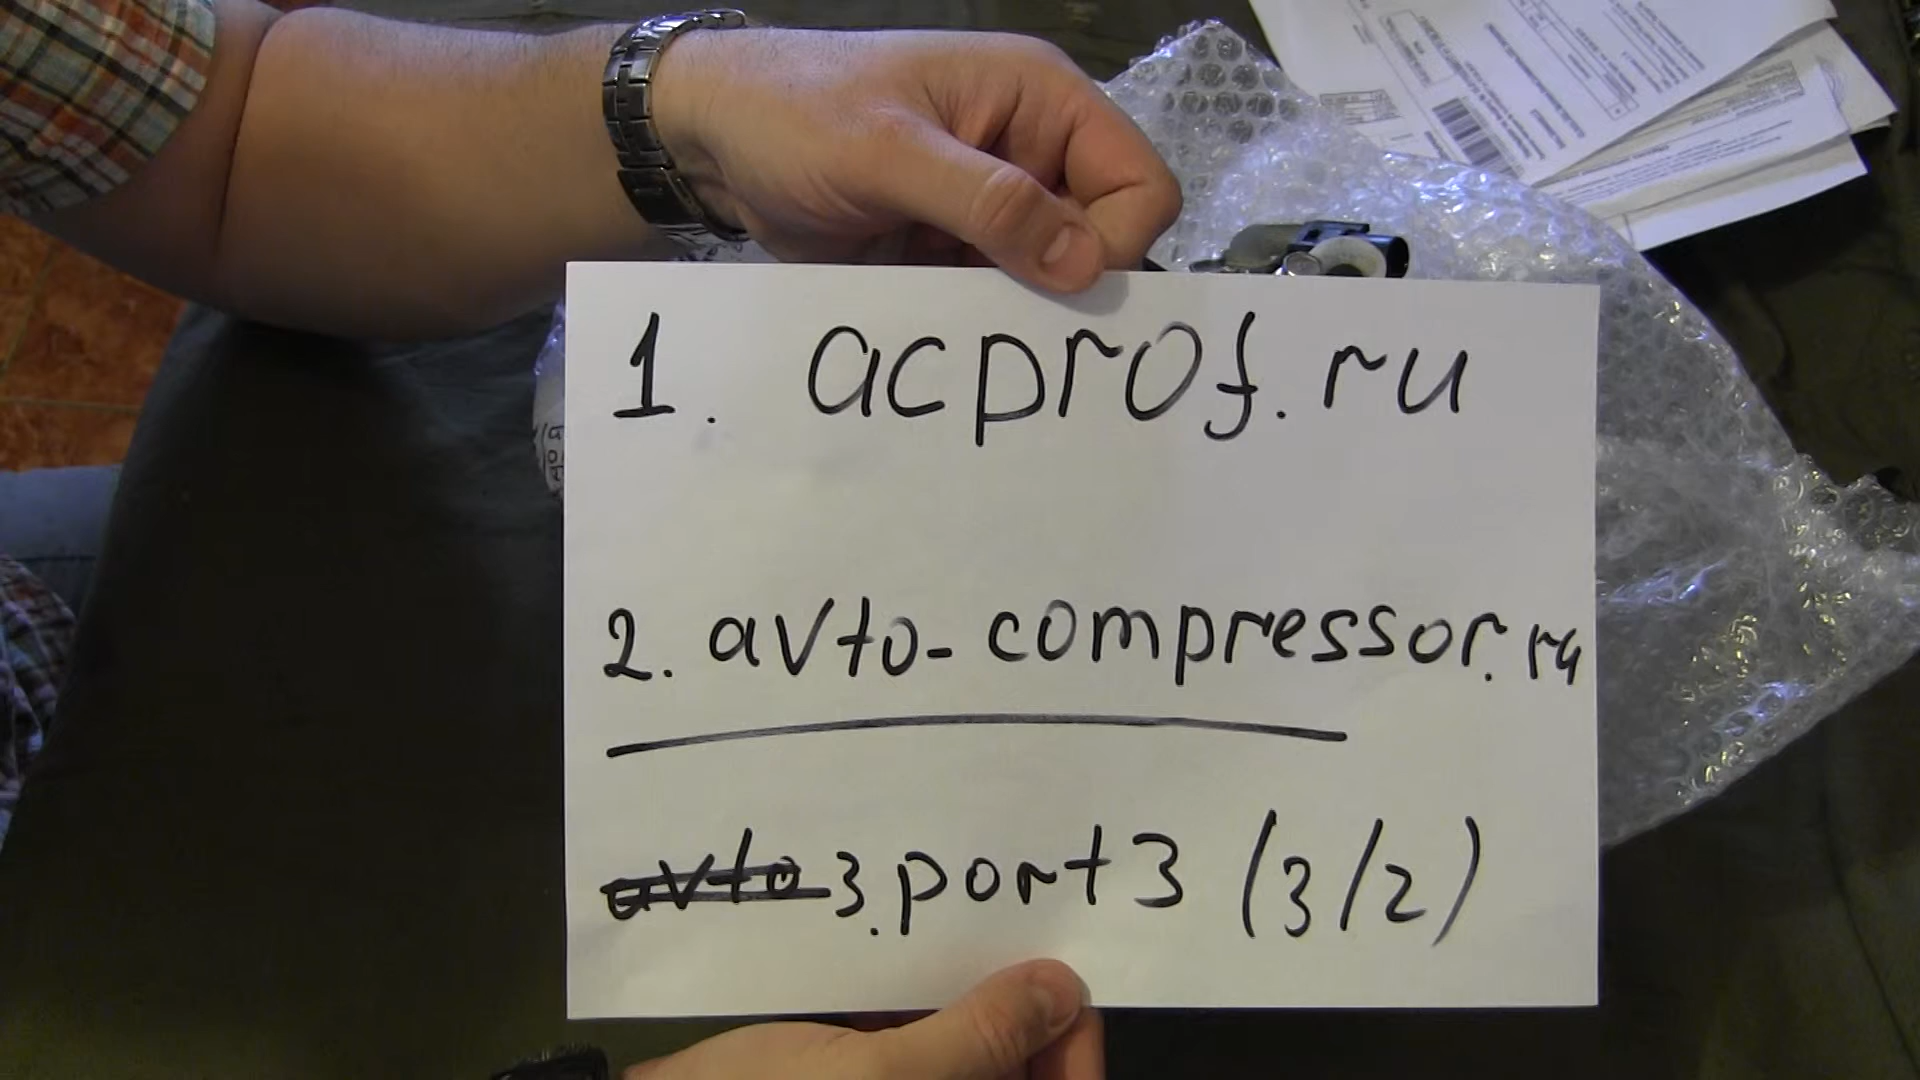 1. acprof.ru
2. avto-compressor.ru
avto 3.port3 (3/2)